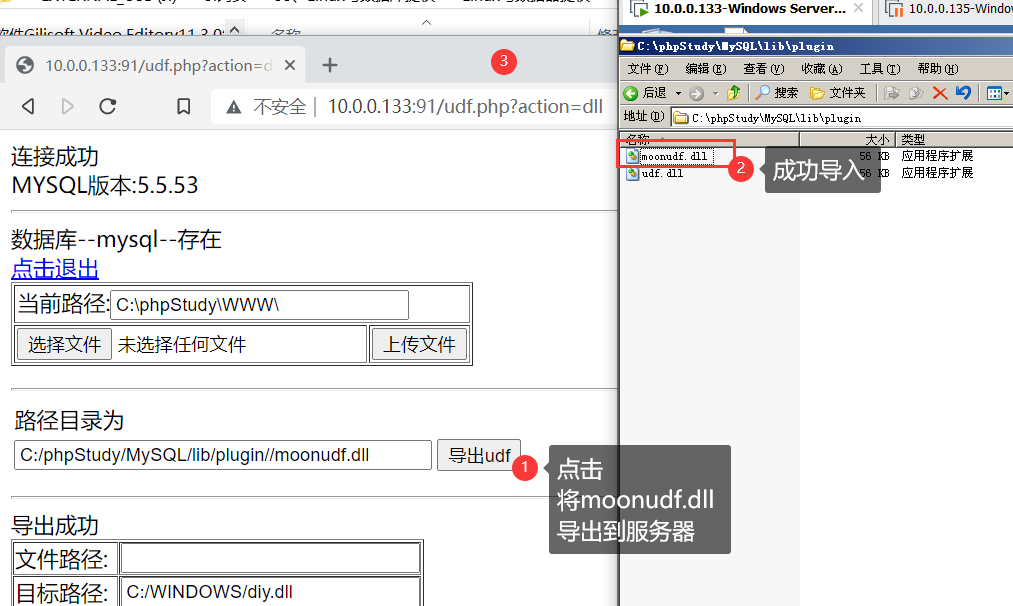 软件Gilisoft Video Editorv11.3.0
名称
10.0.0.133:91/udf.php?action=d
3
不安全 10.0.0.133:91/udf.php?action=dll
连接成功
MYSQL版本:5.5.53
数据库--mysql--存在
点击退出
当前路径: C:\phpStudy\WWW\
选择文件 未选择任何文件 上传文件
路径目录为
C:/phpStudy/MySQL/lib/plugin//moonudf.dll 导出udf
1
点击
将moonudf.dll
导出到服务器
导出成功
文件路径:
目标路径: C:/WINDOWS/diy.dll
10.0.0.133-Windows Server... 10.0.0.135-Window
C:\phpStudy\MySQL\lib\plugin
文件(F) 编辑(E) 查看(V) 收藏(A) 工具(T) 帮助(H)
后退 搜索 文件夹
地址(D) C:\phpStudy\MySQL\lib\plugin
名称 大小 类型
moonudf.dll 56 KB 应用程序扩展
udf.dll 56 KB 应用程序扩展
2
成功导入